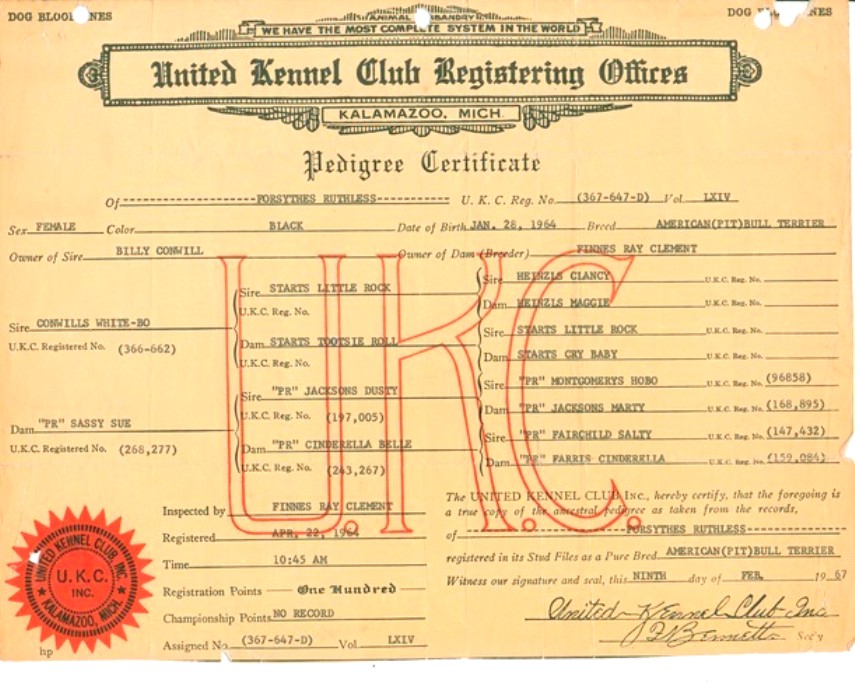 DOG BLOODLINES
ANIMAL HUSBANDRY
DOG NES
WE HAVE THE MOST COMPLETE SYSTEM IN THE WORLD
United Kennel Club Registering Offices
KALAMAZOO, MICH.
Pedigree Certificate
Of FORSYTHES RUTHLESS U. K. C. Reg. No. (367-647-D) Vol LXIV
Sex FEMALE Color BLACK Date of Birth JAN. 28, 1964 Breed AMERICAN(PIT)BULL TERRIER
Owner of Sire BILLY CONWILL Owner of Dam (Breeder) FINNES RAY CLEMENT
Sire CONWILLS WHITE-BO
U.K.C. Registered No. (366-662)
Dam "PR" SASSY SUE
U.K.C. Registered No. (268,277)
Sire STARTS LITTLE ROCK
U.K.C. Reg. No.
Dam STARTS TOOTSIE ROLL
U.K.C. Reg. No.
Sire "PR" JACKSONS DUSTY
U.K.C. Reg. No. (197,005)
Dam "PR" CINDERELLA BELLE
U.K.C. Reg. No. (243,267)
Sire HEINZLS CLANCY U.K.C. Reg. No.
Dam HEINZLS MAGGIE U.K.C. Reg. No.
Sire STARTS LITTLE ROCK U.K.C. Reg. No.
Dam STARTS CRY BABY U.K.C. Reg. No.
Sire "PR" MONTGOMERYS HOBO U.K.C. Reg. No. (96858)
Dam "PR" JACKSONS MARTY U.K.C. Reg. No. (168,895)
Sire "PR" FAIRCHILD SALTY U.K.C. Reg. No. (147,432)
Dam "PR" FARRIS CINDERELLA U.K.C. Reg. No. (159,084)
U.K.C.
Inspected by FINNES RAY CLEMENT
Registered APR. 22, 1964
Time 10:45 AM
Registration Points One Hundred
Championship Points NO RECORD
Assigned No. (367-647-D) Vol LXIV
The UNITED KENNEL CLUB Inc., hereby certify, that the foregoing is
a true copy of the ancestral pedigree as taken from the records,
of FORSYTHES RUTHLESS
registered in its Stud Files as a Pure Bred AMERICAN(PIT)BULL TERRIER
Witness our signature and seal, this NINTH day of FEB. 1967
United Kennel Club Inc
Sec'y
UNITED KENNEL CLUB INC.
U. K. C.
INC.
KALAMAZOO, MICH.
hp